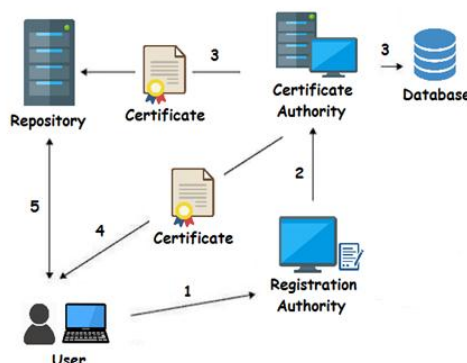 3
3
Repository
Certificate
Certificate
Authority
Database
2
5
4
Certificate
Registration
Authority
1
User